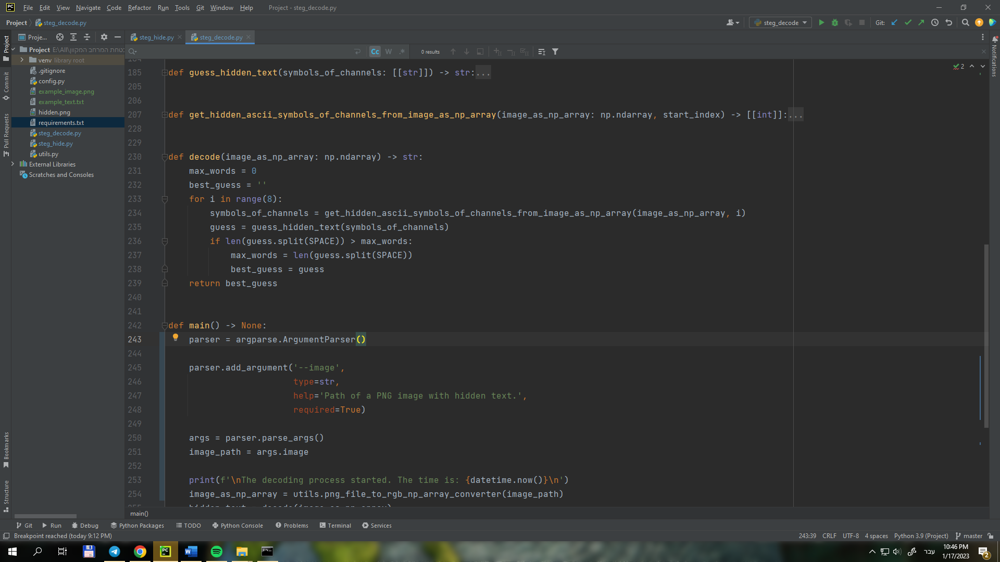 PC File Edit View Navigate Code Refactor Run Tools Git Window Help Project - steg_decode.py
Project steg_decode.py steg_decode Git:
Project Proje... steg_hide.py steg_decode.py
Project E:\All\נטחת המרחב המקוון
Cc W .* 0 results
venv library root
.gitignore
config.py
example_image.png
example_text.txt
hidden.png
requirements.txt
steg_decode.py
steg_hide.py
utils.py
External Libraries
Scratches and Consoles
Commit
Pull Requests
Bookmarks
Structure
Notifications
2
184
185 def guess_hidden_text(symbols_of_channels: [[str]]) -> str:...
205
206
207 def get_hidden_ascii_symbols_of_channels_from_image_as_np_array(image_as_np_array: np.ndarray, start_index) -> [[int]]:...
228
229
230 def decode(image_as_np_array: np.ndarray) -> str:
231 max_words = 0
232 best_guess = ''
233 for i in range(8):
234 symbols_of_channels = get_hidden_ascii_symbols_of_channels_from_image_as_np_array(image_as_np_array, i)
235 guess = guess_hidden_text(symbols_of_channels)
236 if len(guess.split(SPACE)) > max_words:
237 max_words = len(guess.split(SPACE))
238 best_guess = guess
239 return best_guess
240
241
242 def main() -> None:
243 parser = argparse.ArgumentParser()
244
245 parser.add_argument('--image',
246 type=str,
247 help='Path of a PNG image with hidden text.',
248 required=True)
249
250 args = parser.parse_args()
251 image_path = args.image
252
253 print(f'\nThe decoding process started. The time is: {datetime.now()}\n')
254 image_as_np_array = utils.png_file_to_rgb_np_array_converter(image_path)
255 hidden_text = decode(image_as_np_array)
main()
Git Run Debug Python Packages TODO Python Console Problems Terminal Services
Breakpoint reached (today 9:12 PM) 243:39 CRLF UTF-8 4 spaces Python 3.9 (Project) master
PC W עבר 10:46 PM 2
1/17/2023